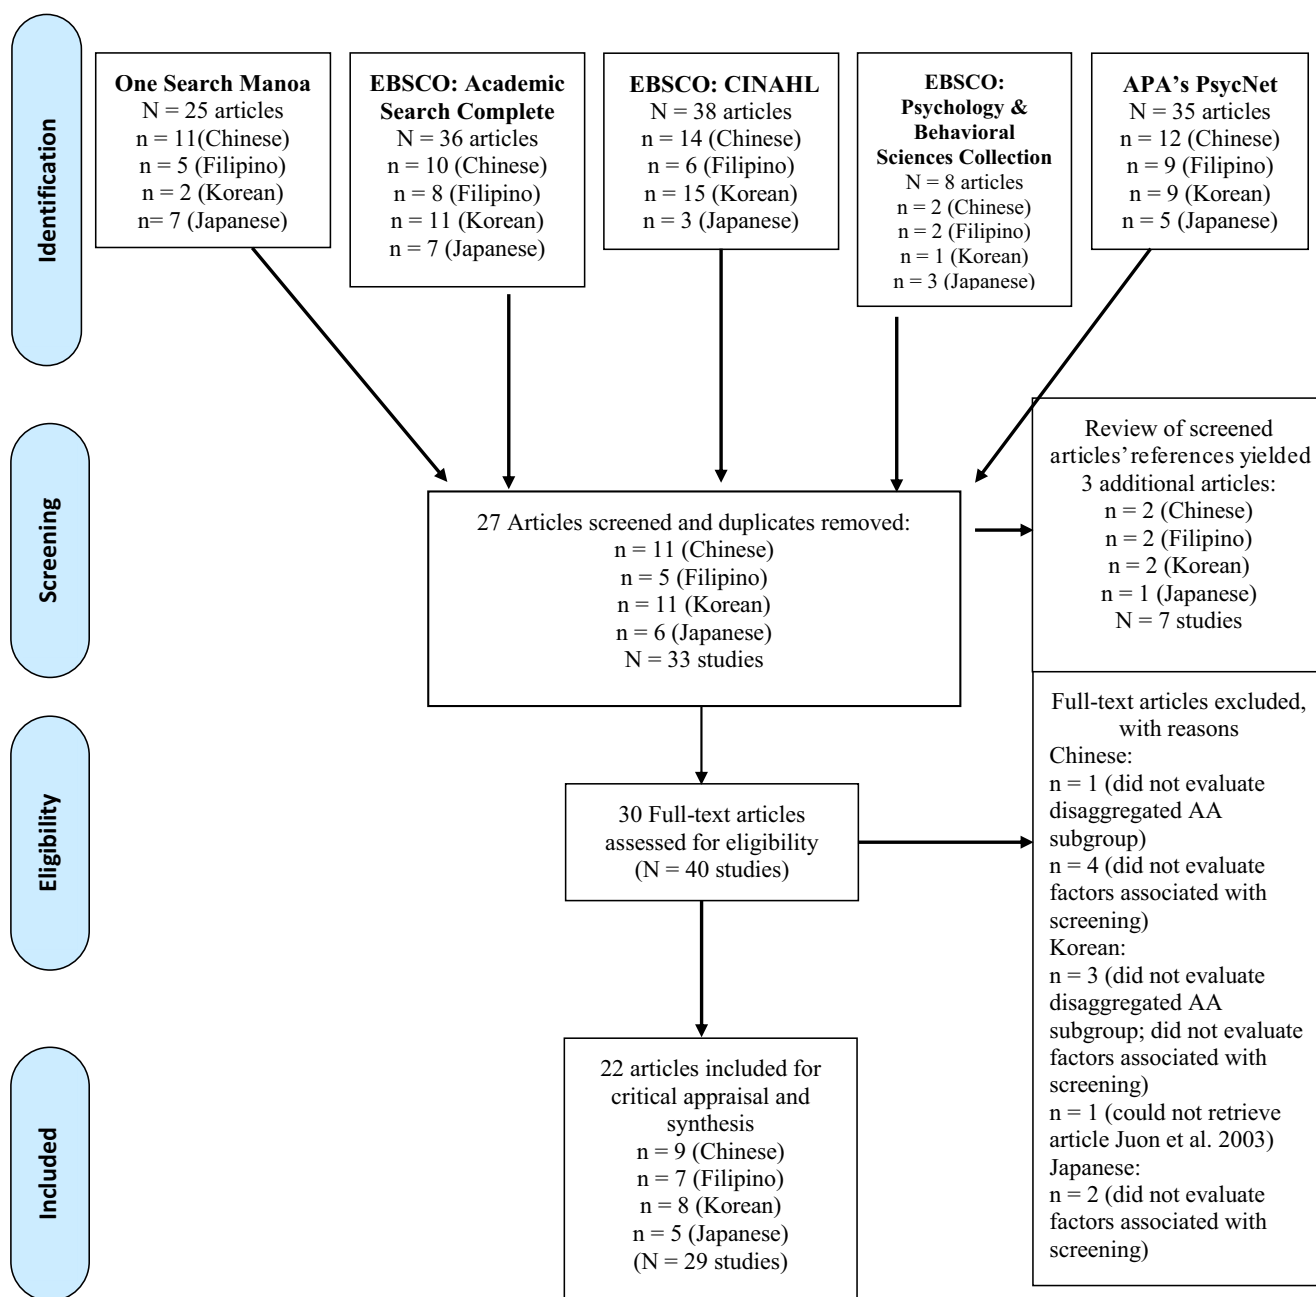 Identification
One Search Manoa
N = 25 articles
n = 11(Chinese)
n = 5 (Filipino)
n = 2 (Korean)
n= 7 (Japanese)
EBSCO: Academic
Search Complete
N = 36 articles
n = 10 (Chinese)
n = 8 (Filipino)
n = 11 (Korean)
n = 7 (Japanese)
EBSCO: CINAHL
N = 38 articles
n = 14 (Chinese)
n = 6 (Filipino)
n = 15 (Korean)
n = 3 (Japanese)
EBSCO:
Psychology &
Behavioral
Sciences Collection
N = 8 articles
n = 2 (Chinese)
n = 2 (Filipino)
n = 1 (Korean)
n = 3 (Japanese)
APA's PsycNet
N = 35 articles
n = 12 (Chinese)
n = 9 (Filipino)
n = 9 (Korean)
n = 5 (Japanese)
Screening
27 Articles screened and duplicates removed:
n = 11 (Chinese)
n = 5 (Filipino)
n = 11 (Korean)
n = 6 (Japanese)
N = 33 studies
Review of screened
articles' references yielded
3 additional articles:
n = 2 (Chinese)
n = 2 (Filipino)
n = 2 (Korean)
n = 1 (Japanese)
N = 7 studies
Eligibility
30 Full-text articles
assessed for eligibility
(N = 40 studies)
Full-text articles excluded,
with reasons
Chinese:
n = 1 (did not evaluate
disaggregated AA
subgroup)
n = 4 (did not evaluate
factors associated with
screening)
Korean:
n = 3 (did not evaluate
disaggregated AA
subgroup; did not evaluate
factors associated with
screening)
n = 1 (could not retrieve
article Juon et al. 2003)
Japanese:
n = 2 (did not evaluate
factors associated with
screening)
Included
22 articles included for
critical appraisal and
synthesis
n = 9 (Chinese)
n = 7 (Filipino)
n = 8 (Korean)
n = 5 (Japanese)
(N = 29 studies)